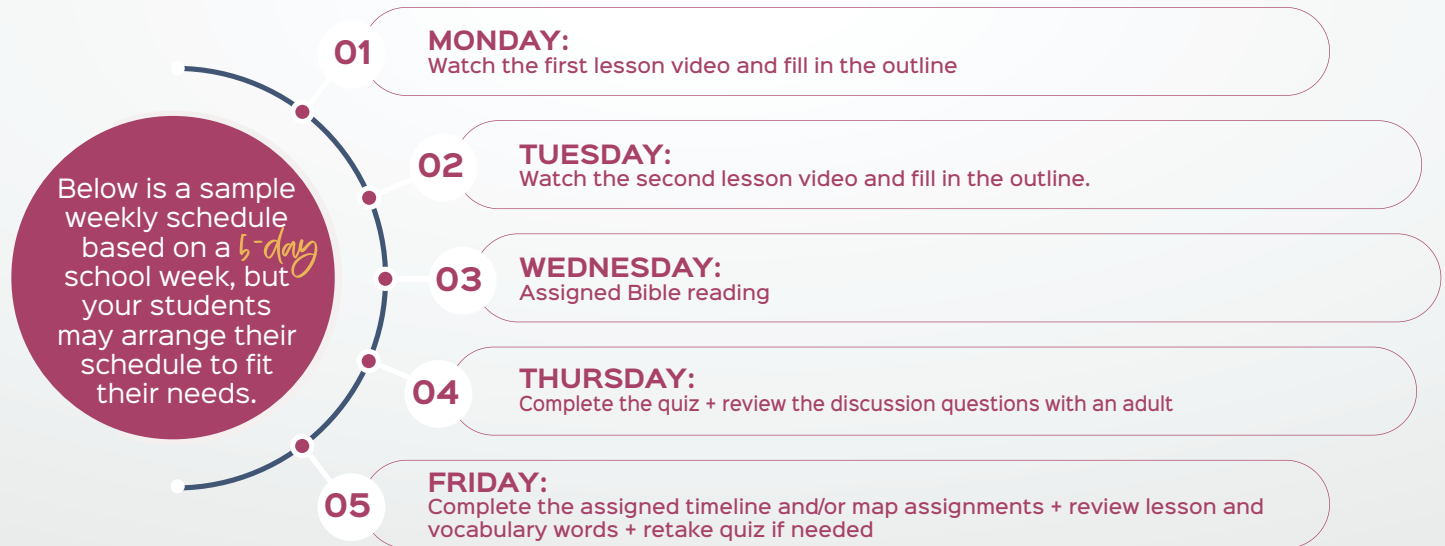 Below is a sample
weekly schedule
based on a 5-day
school week, but
your students
may arrange their
schedule to fit
their needs.
01
MONDAY:
Watch the first lesson video and fill in the outline
02
TUESDAY:
Watch the second lesson video and fill in the outline.
03
WEDNESDAY:
Assigned Bible reading
04
THURSDAY:
Complete the quiz + review the discussion questions with an adult
05
FRIDAY:
Complete the assigned timeline and/or map assignments + review lesson and
vocabulary words + retake quiz if needed